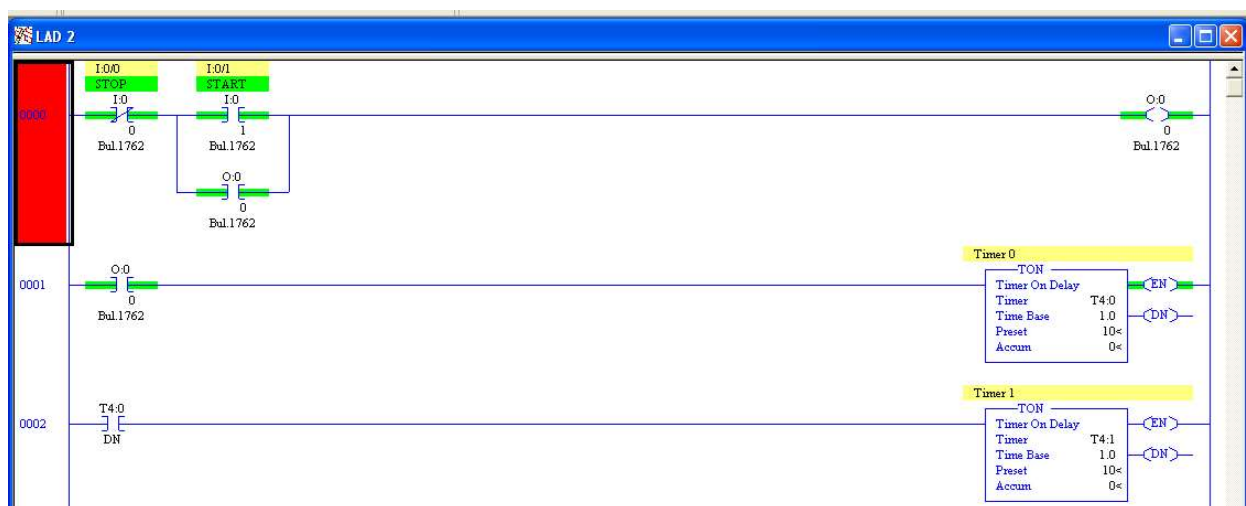 LAD 2
I:0/0 I:0/1
STOP START
I:0 I:0 O:0
0000
0 1 0
Bul.1762 Bul.1762 Bul.1762
O:0
0
Bul.1762
Timer 0
O:0 TON
0001 Timer On Delay EN
0 Timer T4:0
Bul.1762 Time Base 1.0 DN
Preset 10<
Accum 0<
Timer 1
T4:0 TON
0002 Timer On Delay EN
DN Timer T4:1
Time Base 1.0 DN
Preset 10<
Accum 0<